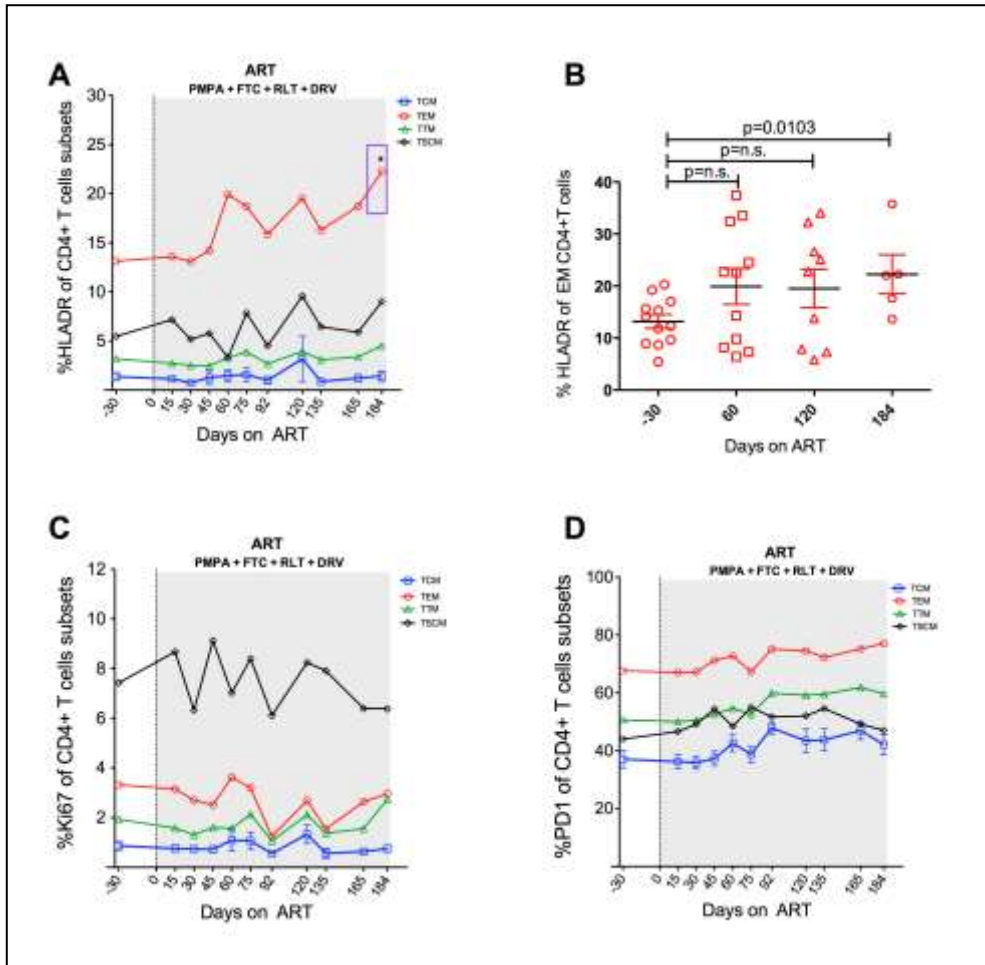 A
ART
PMPA + FTC + RLT + DRV
%HLADR of CD4+ T cells subsets
30
25
20
15
10
5
-30 0 15 30 45 60 75 92 120 135 165 184
Days on ART
TCM
TEM
TTM
TSCM
*
B
p=0.0103
p=n.s.
p=n.s.
% HLADR of EM CD4+T cells
40
30
20
10
0
-30 60 120 184
Days on ART
C
ART
PMPA + FTC + RLT + DRV
%Ki67 of CD4+ T cells subsets
12
10
8
6
4
2
-30 0 15 30 45 60 75 92 120 135 165 184
Days on ART
TCM
TEM
TTM
TSCM
D
ART
PMPA + FTC + RLT + DRV
%PD1 of CD4+ T cells subsets
100
80
60
40
20
-30 0 15 30 45 60 75 92 120 135 165 184
Days on ART
TCM
TEM
TTM
TSCM